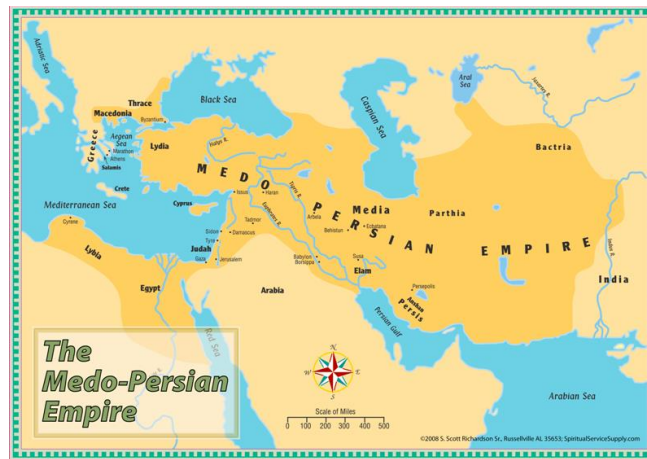 Adriatic Sea
Black Sea
Caspian Sea
Aral
Sea
Jaxartes R.
Thrace
Macedonia
Byzantium
Greece
Aegean
Sea
Marathon
Athens
Salamis
Lydia
Halys R.
Bactria
MEDO PERSIAN EMPIRE
Crete
Cyprus
Issus
Haran
Tigris R.
Euphrates R.
Arbela
Media
Behistun
Ecbatana
Parthia
Mediterranean Sea
Cyrene
Lybia
Tadmor
Sidon
Damascus
Tyre
Judah
Gaza
Jerusalem
Babylon
Borsippa
Susa
Elam
Indus R.
India
Egypt
Arabia
Persepolis
Anshan
Persis
Persian Gulf
Red Sea
Arabian Sea
The
Medo-Persian
Empire
N
W
E
S
Scale of Miles
0 100 200 300 400 500
©2008 S. Scott Richardson Sr., Russellville AL 35653; SpiritualServiceSupply.com